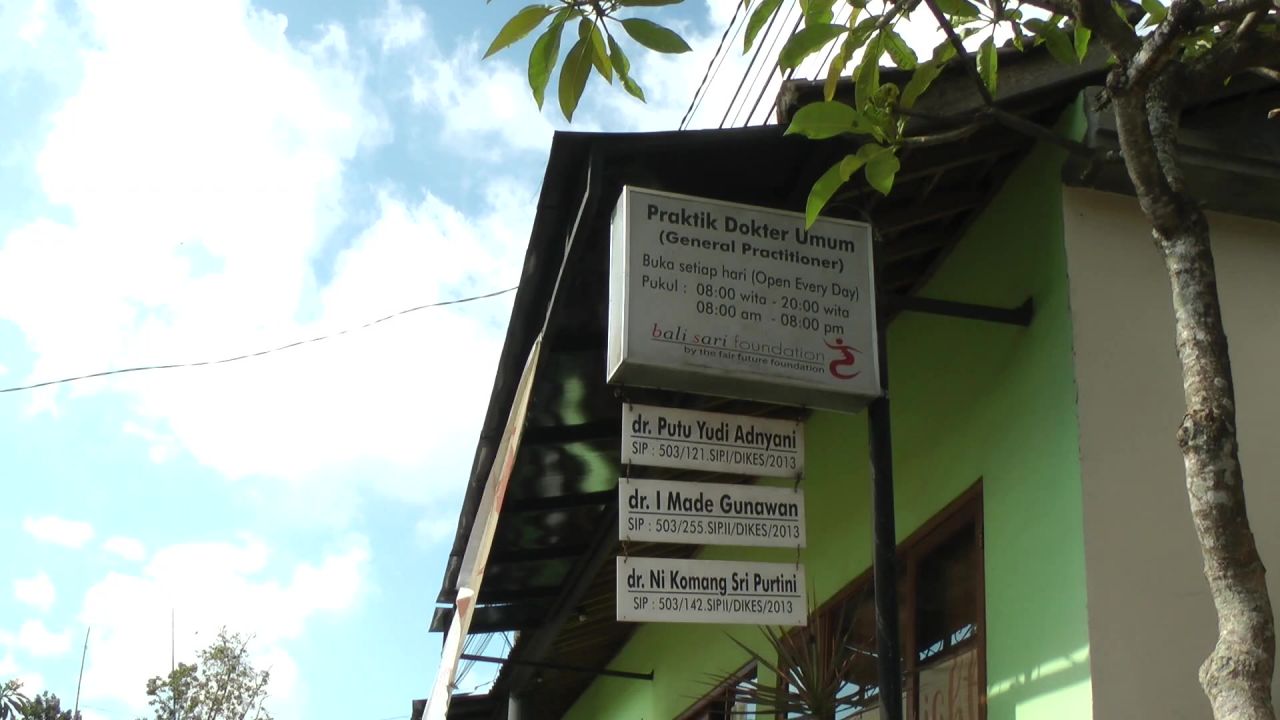 Praktik Dokter Umum
(General Practitioner)
Buka setiap hari (Open Every Day)
Pukul : 08:00 wita - 20:00 wita
08:00 am - 08:00 pm
bali sari foundation
by the fair future foundation
dr. Putu Yudi Adnyani
SIP : 503/121.SIP.I/DIKES/2013
dr. I Made Gunawan
SIP : 503/255.SIP.II/DIKES/2013
dr. Ni Komang Sri Purtini
SIP : 503/142.SIPII/DIKES/2013